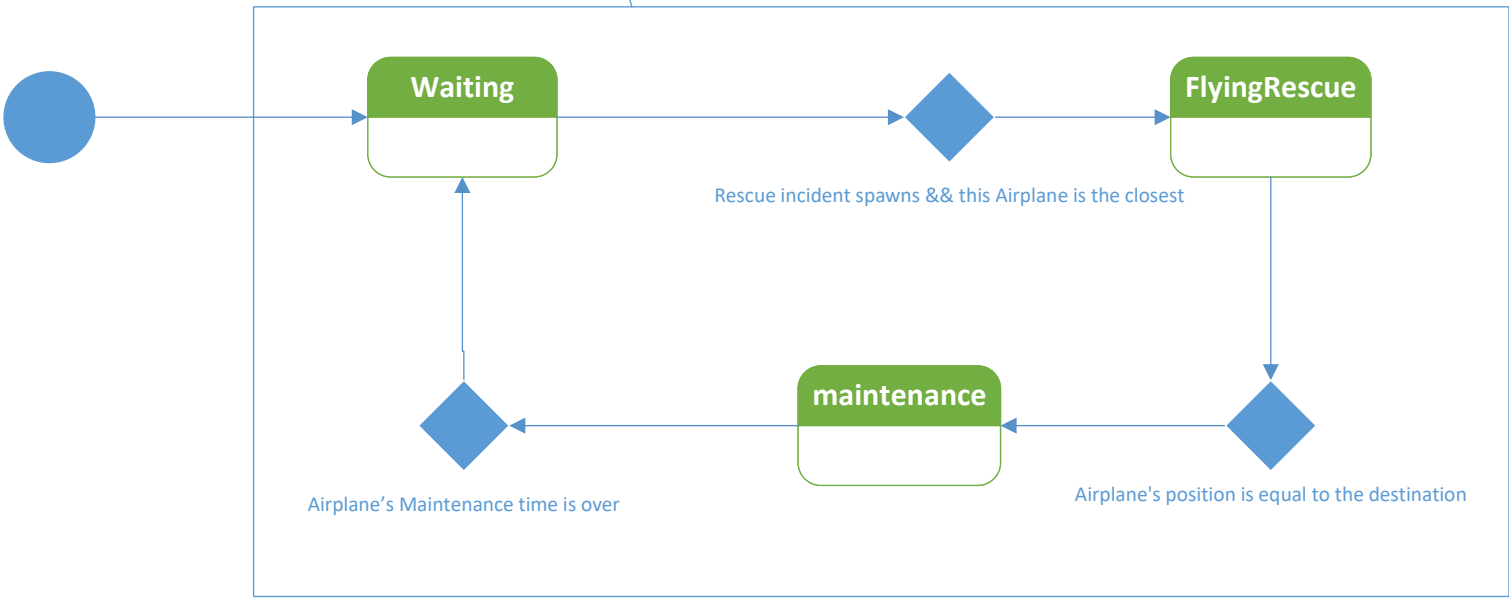 Waiting
FlyingRescue
Rescue incident spawns && this Airplane is the closest
maintenance
Airplane’s Maintenance time is over
Airplane's position is equal to the destination